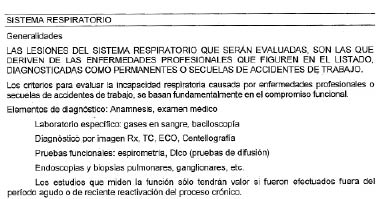 SISTEMA RESPIRATORIO
Generalidades
LAS LESIONES DEL SISTEMA RESPIRATORIO QUE SERÁN EVALUADAS, SON LAS QUE
DERIVEN DE LAS ENFERMEDADES PROFESIONALES QUE FIGUREN EN EL LISTADO,
DIAGNOSTICADAS COMO PERMANENTES O SECUELAS DE ACCIDENTES DE TRABAJO.
Los criterios para evaluar la incapacidad respiratoria causada por enfermedades profesionales o
secuelas de accidentes de trabajo, se basan fundamentalmente en el compromiso funcional.
Elementos de diagnóstico: Anamnesis, examen médico
Laboratorio específico: gases en sangre, baciloscopía
Diagnóstico por imagen Rx, TC, ECO, Centellografía
Pruebas funcionales: espirometría, Dlco (pruebas de difusión)
Endoscopías y biopsias pulmonares, ganglionares, etc.
Los estudios que miden la función sólo tendrán valor si fueron efectuados fuera del
período agudo o de reciente reactivación del proceso crónico.